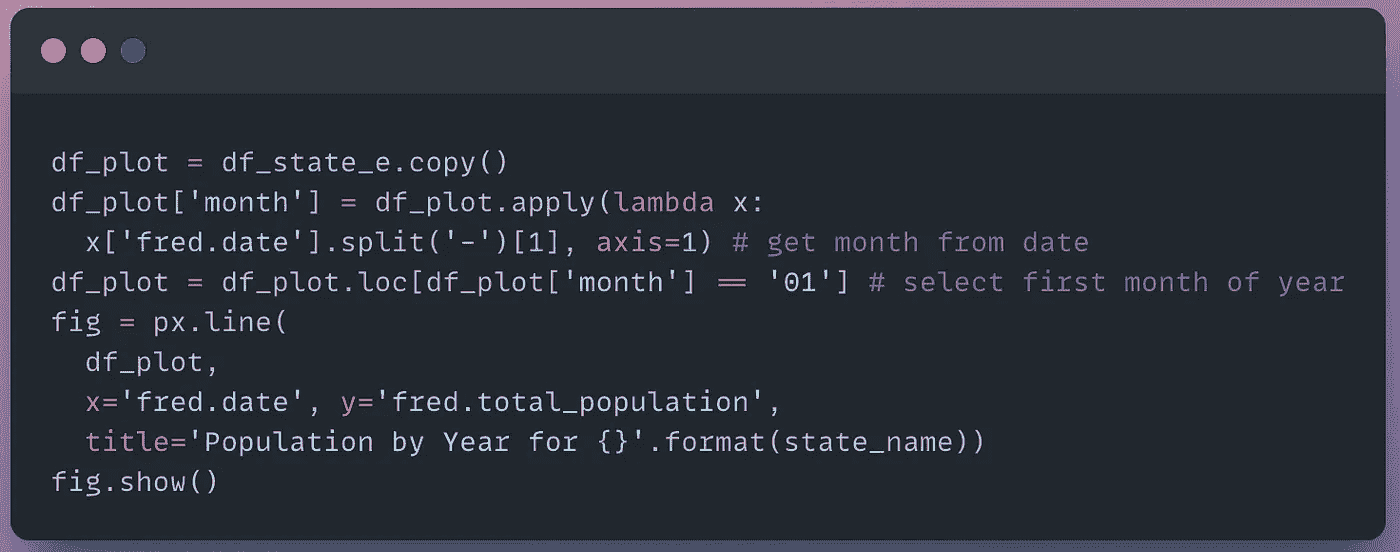 df_plot = df_state_e.copy()
df_plot['month'] = df_plot.apply(lambda x:
  x['fred.date'].split('-')[1], axis=1) # get month from date
df_plot = df_plot.loc[df_plot['month'] == '01'] # select first month of year
fig = px.line(
  df_plot,
  x='fred.date', y='fred.total_population',
  title='Population by Year for {}'.format(state_name))
fig.show()